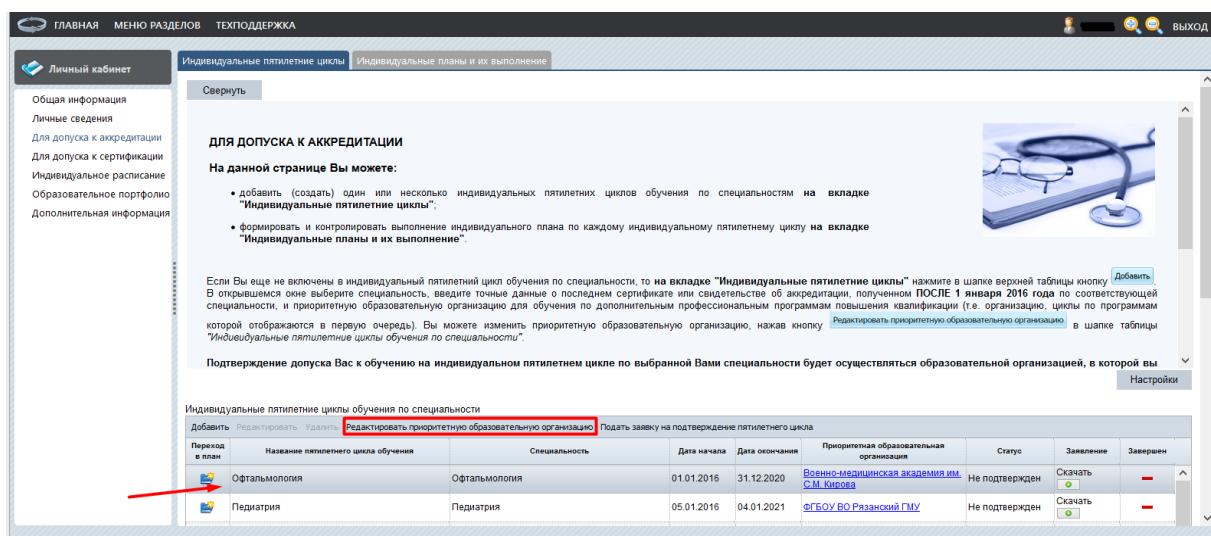 ГЛАВНАЯ МЕНЮ РАЗДЕЛОВ ТЕХПОДДЕРЖКА ВЫХОД
Личный кабинет
Общая информация
Личные сведения
Для допуска к аккредитации
Для допуска к сертификации
Индивидуальное расписание
Образовательное портфолио
Дополнительная информация
Индивидуальные пятилетние циклы Индивидуальные планы и их выполнение
Свернуть
ДЛЯ ДОПУСКА К АККРЕДИТАЦИИ
На данной странице Вы можете:
• добавить (создать) один или несколько индивидуальных пятилетних циклов обучения по специальностям на вкладке
"Индивидуальные пятилетние циклы";
• формировать и контролировать выполнение индивидуального плана по каждому индивидуальному пятилетнему циклу на вкладке
"Индивидуальные планы и их выполнение".
Если Вы еще не включены в индивидуальный пятилетний цикл обучения по специальности, то на вкладке "Индивидуальные пятилетние циклы" нажмите в шапке верхней таблицы кнопку Добавить.
В открывшемся окне выберите специальность, введите точные данные о последнем сертификате или свидетельстве об аккредитации, полученном ПОСЛЕ 1 января 2016 года по соответствующей
специальности, и приоритетную образовательную организацию для обучения по дополнительным профессиональным программам повышения квалификации (т.е. организацию, циклы по программам
которой отображаются в первую очередь). Вы можете изменить приоритетную образовательную организацию, нажав кнопку Редактировать приоритетную образовательную организацию в шапке таблицы
"Индивидуальные пятилетние циклы обучения по специальности".
Подтверждение допуска Вас к обучению на индивидуальном пятилетнем цикле по выбранной Вами специальности будет осуществляться образовательной организацией, в которой вы
Настройки
Индивидуальные пятилетние циклы обучения по специальности
Добавить Редактировать Удалить Редактировать приоритетную образовательную организацию Подать заявку на подтверждение пятилетнего цикла
Переход в план Название пятилетнего цикла обучения Специальность Дата начала Дата окончания Приоритетная образовательная организация Статус Заявление Завершен
Офтальмология Офтальмология 01.01.2016 31.12.2020 Военно-медицинская академия им. С.М. Кирова Не подтвержден Скачать
Педиатрия Педиатрия 05.01.2016 04.01.2021 ФГБОУ ВО Рязанский ГМУ Не подтвержден Скачать